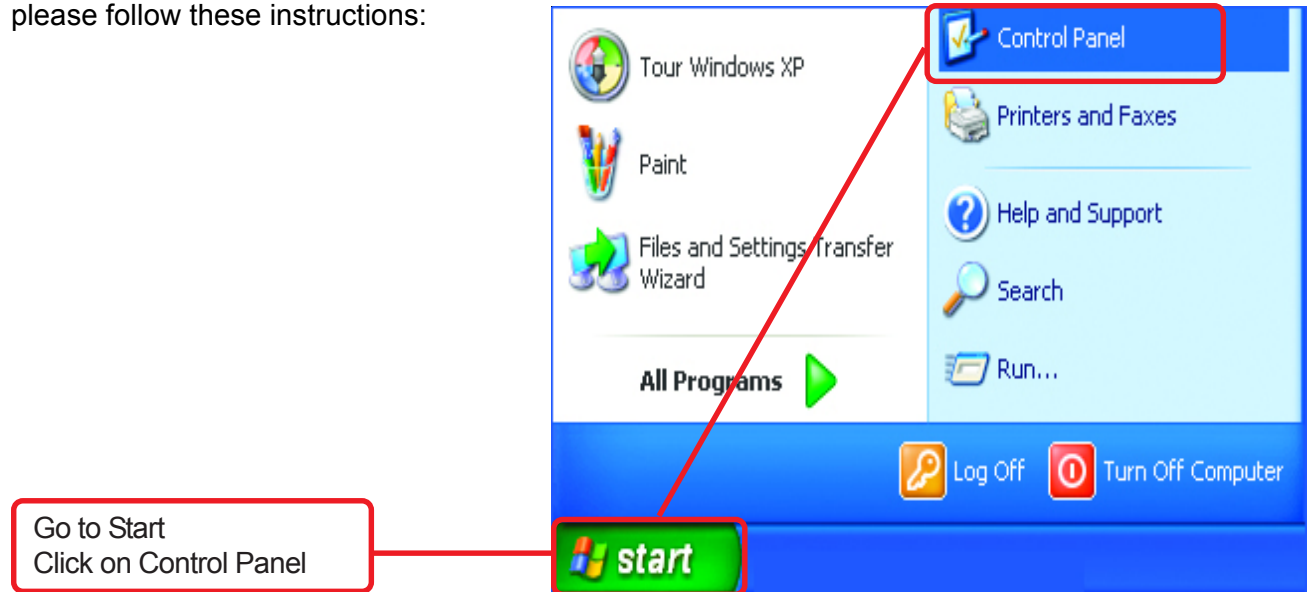 please follow these instructions:
Tour Windows XP
Paint
Files and Settings Transfer
Wizard
All Programs
Control Panel
Printers and Faxes
Help and Support
Search
Run...
Log Off
Turn Off Computer
Go to Start
Click on Control Panel
start